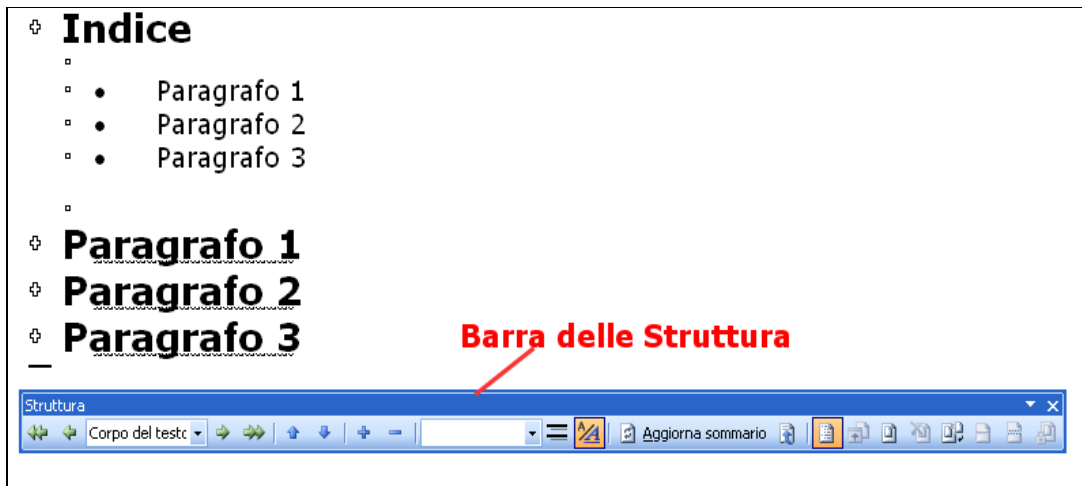 Indice
• Paragrafo 1
• Paragrafo 2
• Paragrafo 3
Paragrafo 1
Paragrafo 2
Paragrafo 3
Barra delle Struttura
Struttura
Corpo del testc
Aggiorna sommario